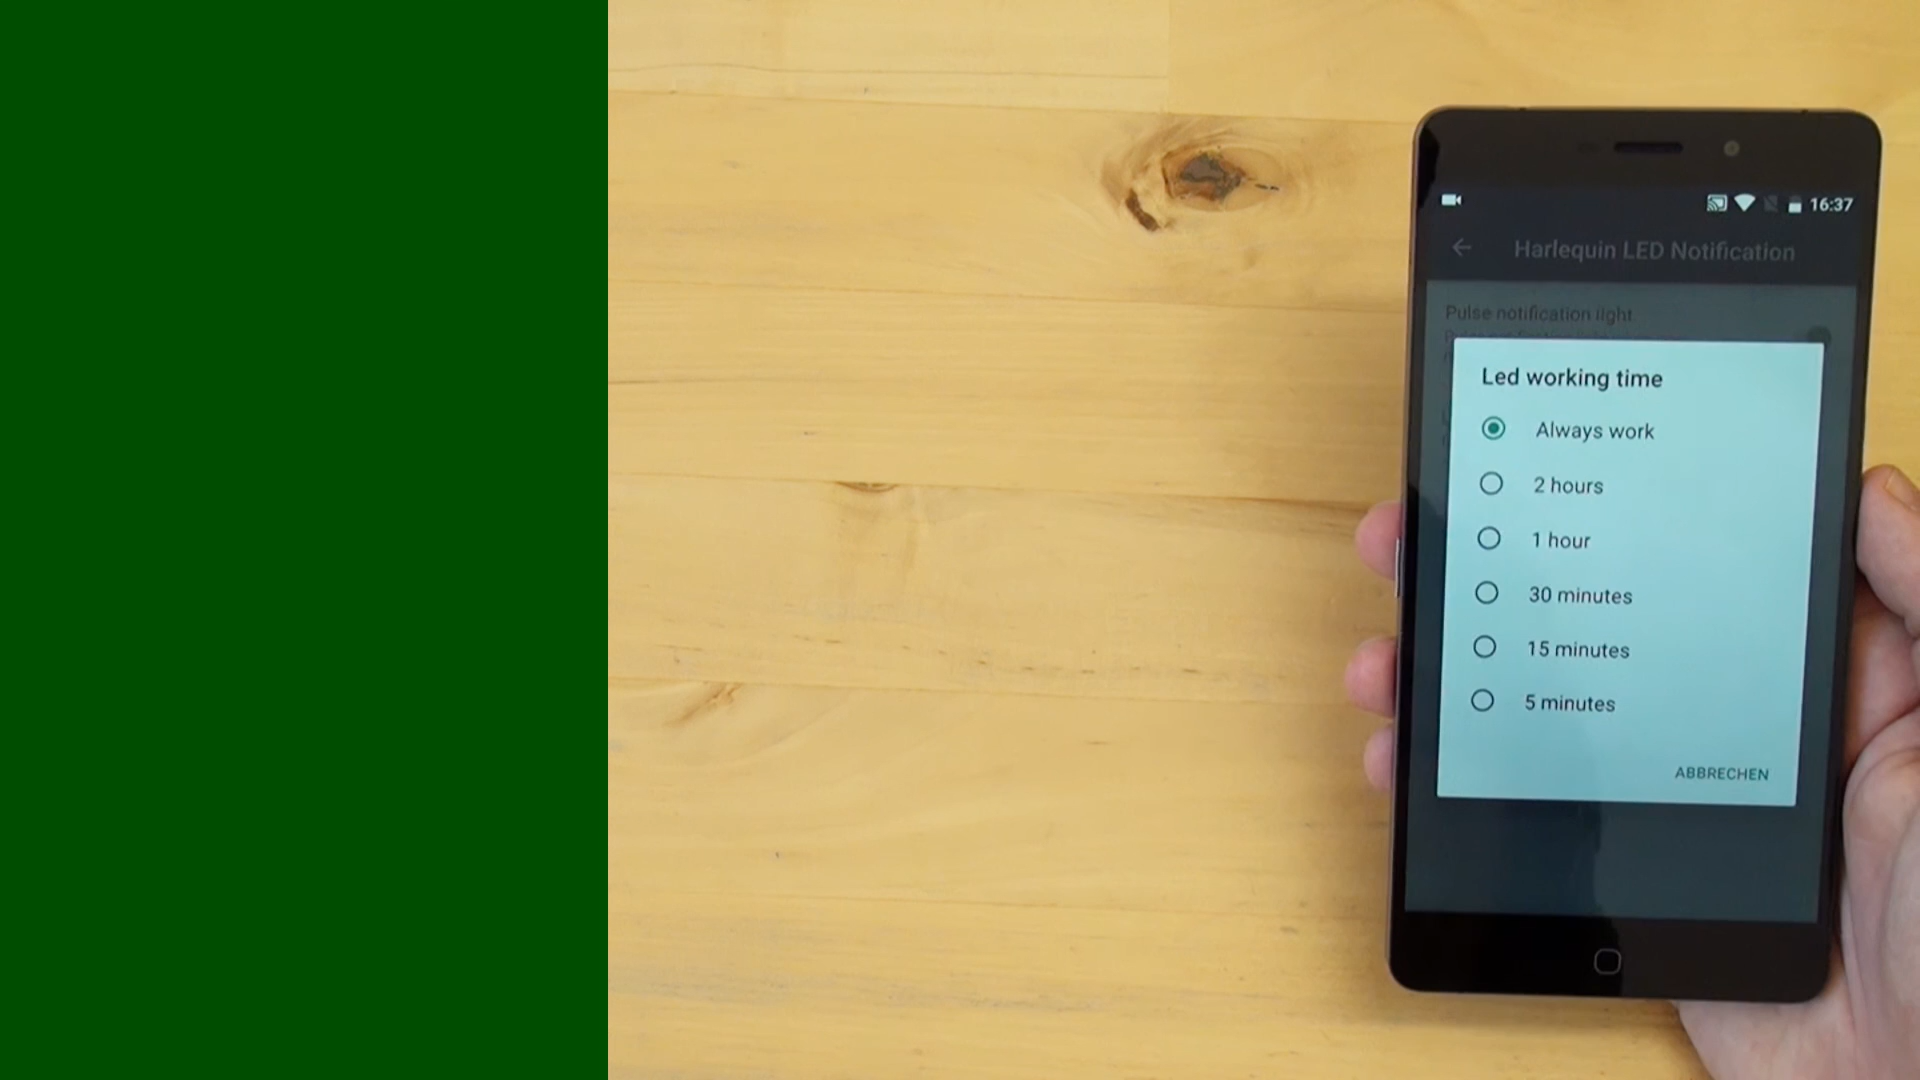 16:37
Harlequin LED Notification
Pulse notification light
Led working time
Always work
2 hours
1 hour
30 minutes
15 minutes
5 minutes
ABBRECHEN